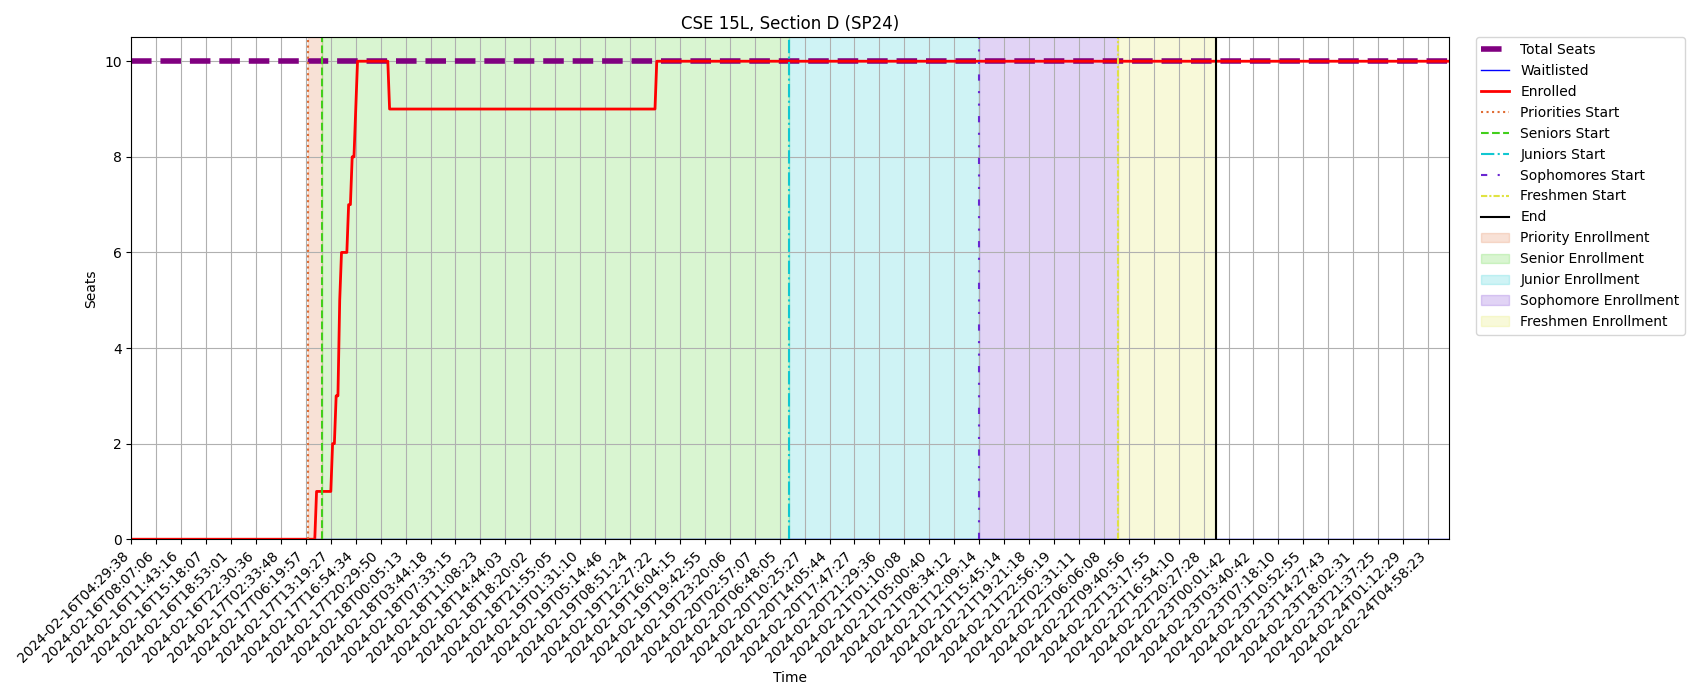 CSE 15L, Section D (SP24)
Seats
10
8
6
4
2
0
2024-02-16T04:29:38
2024-02-16T08:07:06
2024-02-16T11:43:16
2024-02-16T15:18:07
2024-02-16T18:53:01
2024-02-16T22:30:36
2024-02-17T02:33:48
2024-02-17T06:19:57
2024-02-17T13:19:27
2024-02-17T16:54:34
2024-02-17T20:29:50
2024-02-18T00:05:13
2024-02-18T03:44:18
2024-02-18T07:33:15
2024-02-18T11:08:23
2024-02-18T14:44:03
2024-02-18T18:20:02
2024-02-18T21:55:05
2024-02-19T01:31:10
2024-02-19T05:14:46
2024-02-19T08:51:24
2024-02-19T12:27:22
2024-02-19T16:04:15
2024-02-19T19:42:55
2024-02-19T23:20:06
2024-02-20T02:57:07
2024-02-20T06:48:05
2024-02-20T10:25:27
2024-02-20T14:05:44
2024-02-20T17:47:27
2024-02-20T21:29:36
2024-02-21T01:10:08
2024-02-21T05:00:40
2024-02-21T08:34:12
2024-02-21T12:09:14
2024-02-21T15:45:14
2024-02-21T19:21:18
2024-02-21T22:56:19
2024-02-22T02:31:11
2024-02-22T06:06:08
2024-02-22T09:40:56
2024-02-22T13:17:55
2024-02-22T16:54:10
2024-02-22T20:27:28
2024-02-23T00:01:42
2024-02-23T03:40:42
2024-02-23T07:18:10
2024-02-23T10:52:55
2024-02-23T14:27:43
2024-02-23T18:02:31
2024-02-23T21:37:25
2024-02-24T01:12:29
2024-02-24T04:58:23
Time
Total Seats
Waitlisted
Enrolled
Priorities Start
Seniors Start
Juniors Start
Sophomores Start
Freshmen Start
End
Priority Enrollment
Senior Enrollment
Junior Enrollment
Sophomore Enrollment
Freshmen Enrollment